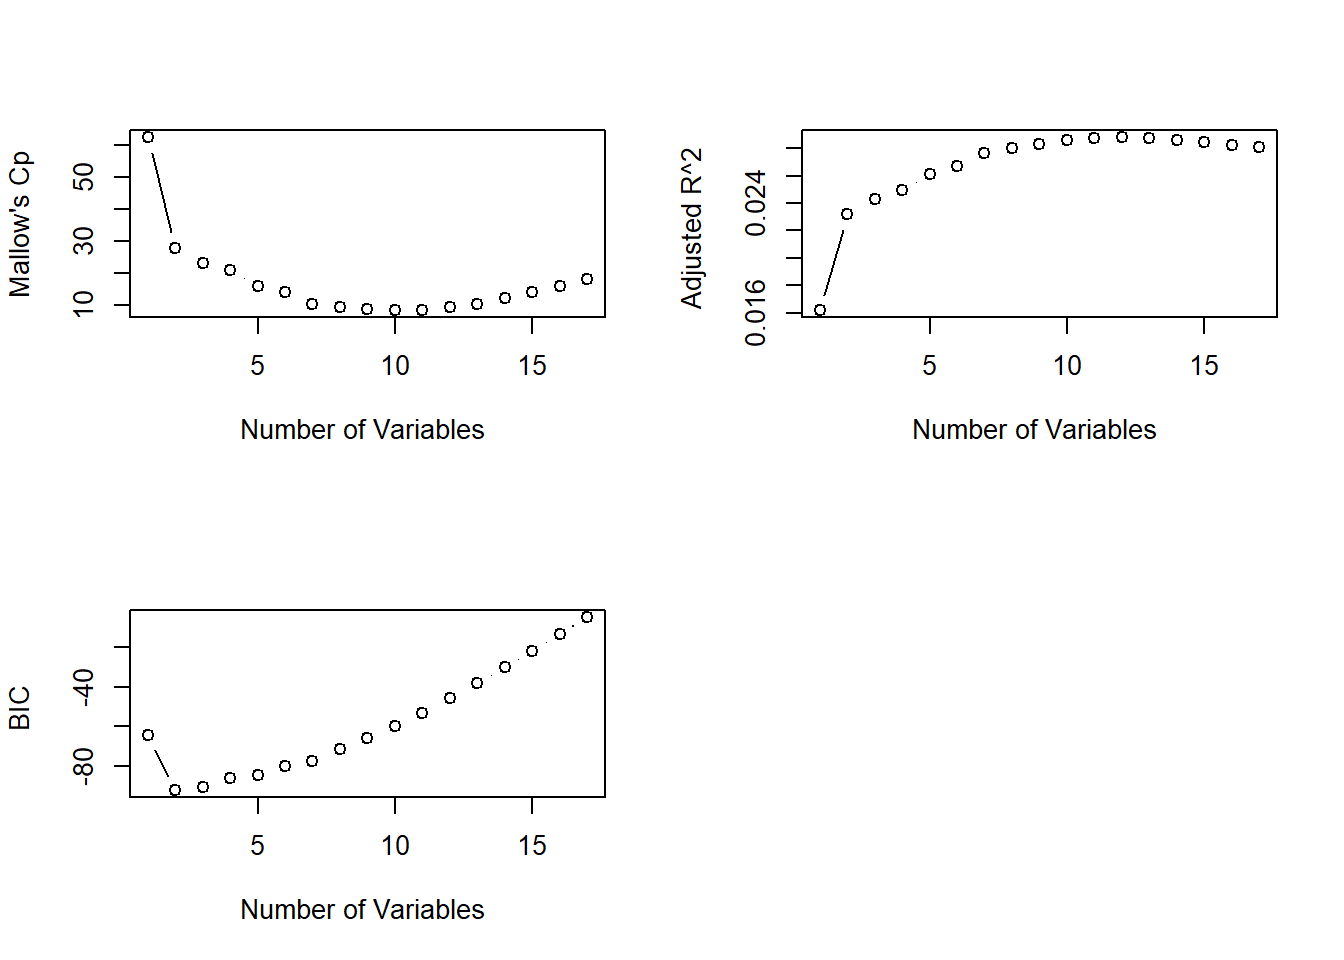 Mallow's Cp
50
30
10
5 10 15
Number of Variables
Adjusted R^2
0.024
0.016
5 10 15
Number of Variables
BIC
-40
-80
5 10 15
Number of Variables